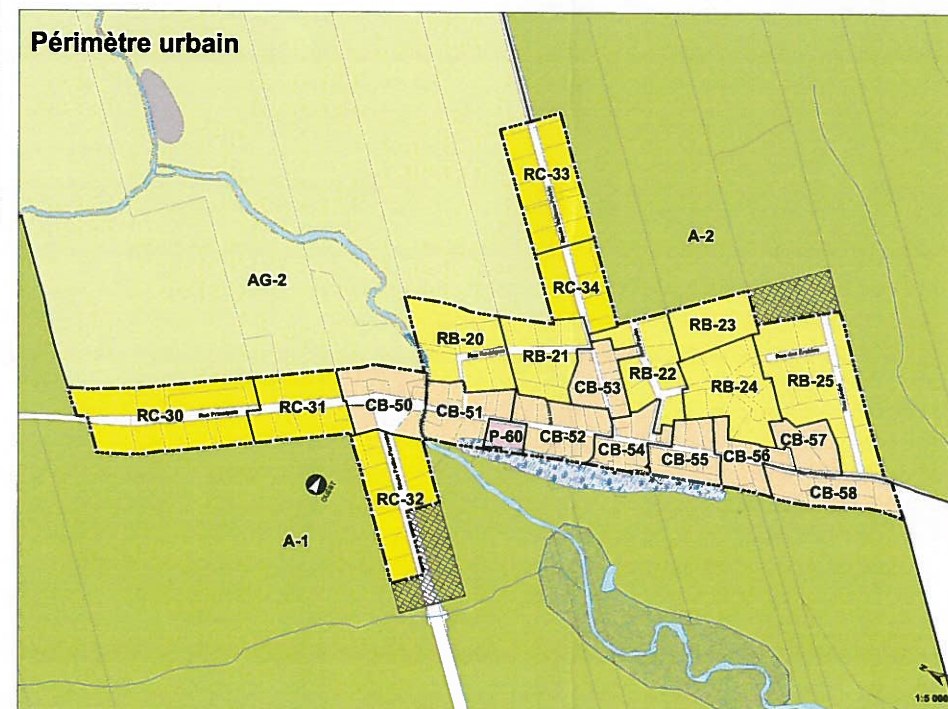 Périmètre urbain
RC-33
A-2
AG-2
RC-34
RB-20
RB-21
RB-23
RB-22
RB-24
RB-25
CB-53
RC-30
Rue Principale
RC-31
CB-50
CB-51
P-60
CB-52
CB-54
CB-55
CB-56
CB-57
CB-58
RC-32
A-1
N
1:5 000